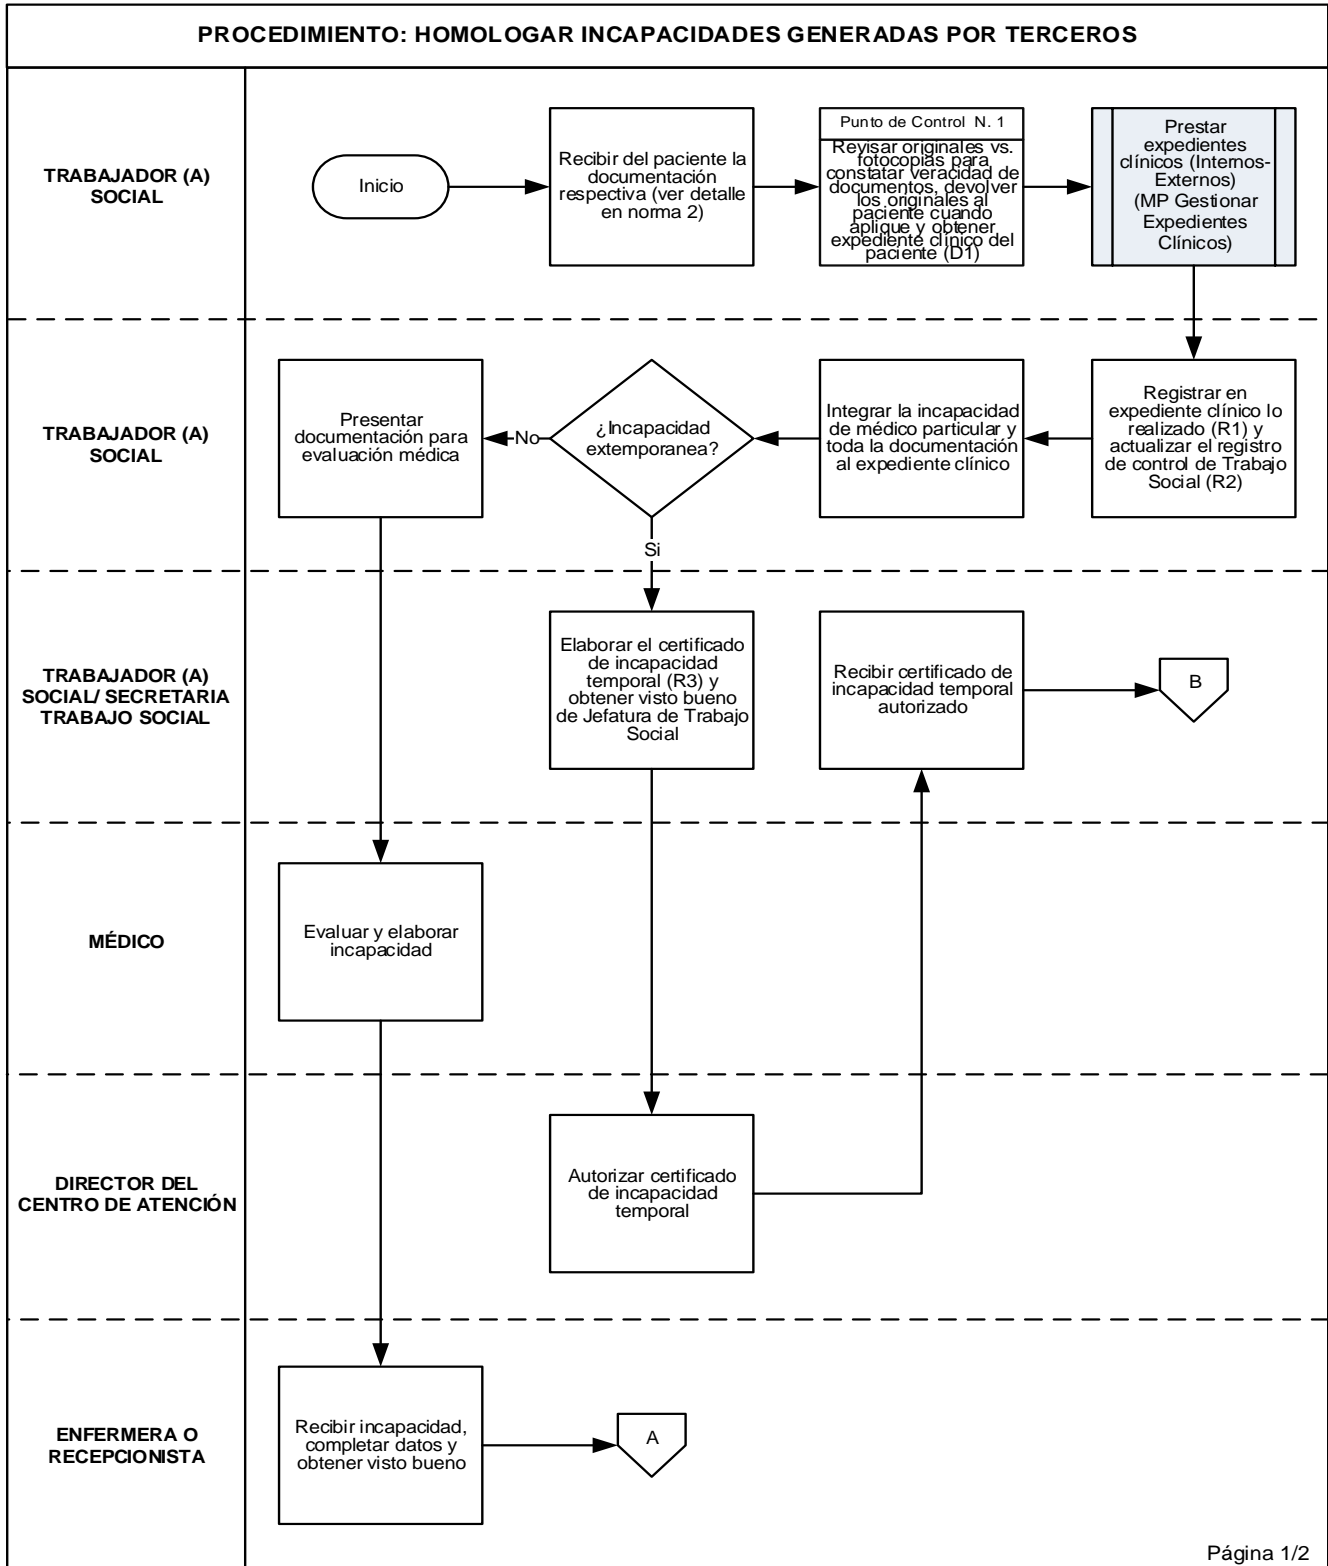 PROCEDIMIENTO: HOMOLOGAR INCAPACIDADES GENERADAS POR TERCEROS
TRABAJADOR (A)
SOCIAL
Inicio
Recibir del paciente la
documentación
respectiva (ver detalle
en norma 2)
Punto de Control N. 1
Revisar originales vs.
fotocopias para
constatar veracidad de
documentos, devolver
los originales al
paciente cuando
aplique y obtener
expediente clínico del
paciente (D1)
Prestar
expedientes
clínicos (Internos-
Externos)
(MP Gestionar
Expedientes
Clínicos)
TRABAJADOR (A)
SOCIAL
Presentar
documentación para
evaluación médica
No
¿Incapacidad
extemporanea?
Si
Integrar la incapacidad
de médico particular y
toda la documentación
al expediente clínico
Registrar en
expediente clínico lo
realizado (R1) y
actualizar el registro
de control de Trabajo
Social (R2)
TRABAJADOR (A)
SOCIAL/ SECRETARIA
TRABAJO SOCIAL
Elaborar el certificado
de incapacidad
temporal (R3) y
obtener visto bueno
de Jefatura de Trabajo
Social
Recibir certificado de
incapacidad temporal
autorizado
B
MÉDICO
Evaluar y elaborar
incapacidad
DIRECTOR DEL
CENTRO DE ATENCIÓN
Autorizar certificado
de incapacidad
temporal
ENFERMERA O
RECEPCIONISTA
Recibir incapacidad,
completar datos y
obtener visto bueno
A
Página 1/2